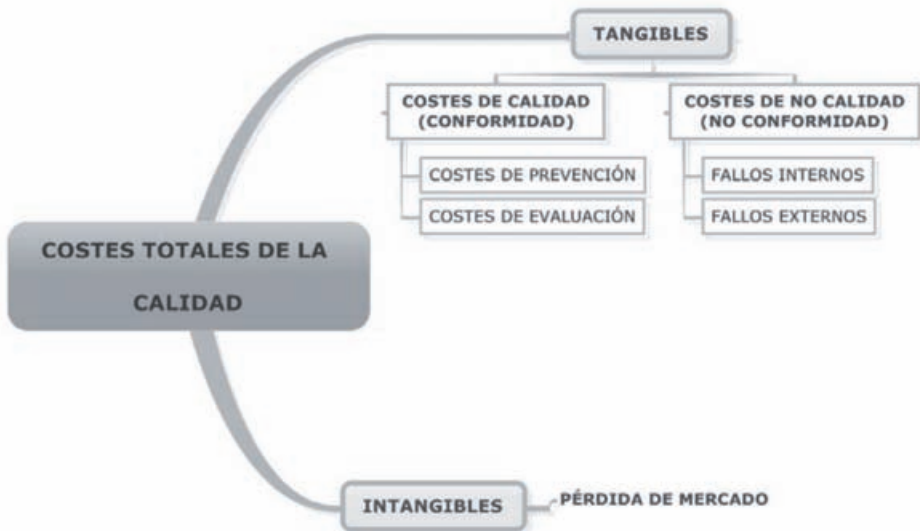 TANGIBLES
COSTES DE CALIDAD
(CONFORMIDAD)
COSTES DE PREVENCIÓN
COSTES DE EVALUACIÓN
COSTES DE NO CALIDAD
(NO CONFORMIDAD)
FALLOS INTERNOS
FALLOS EXTERNOS
COSTES TOTALES DE LA
CALIDAD
INTANGIBLES
PÉRDIDA DE MERCADO